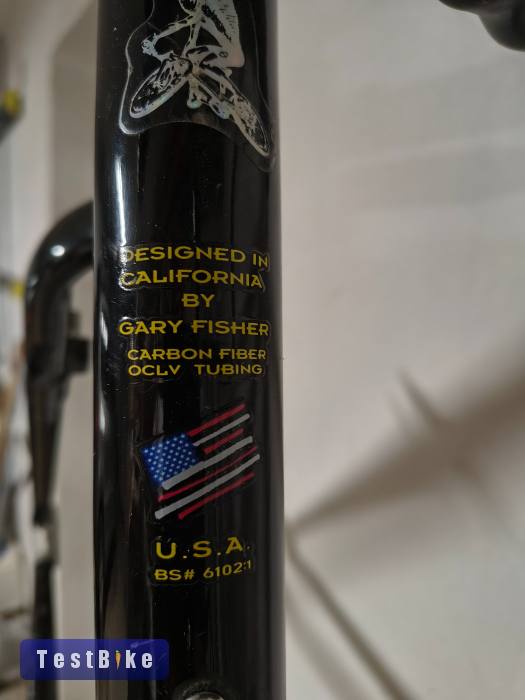 DESIGNED IN
CALIFORNIA
BY
GARY FISHER
CARBON FIBER
OCLV TUBING
U.S.A.
BS# 61021
TestBike